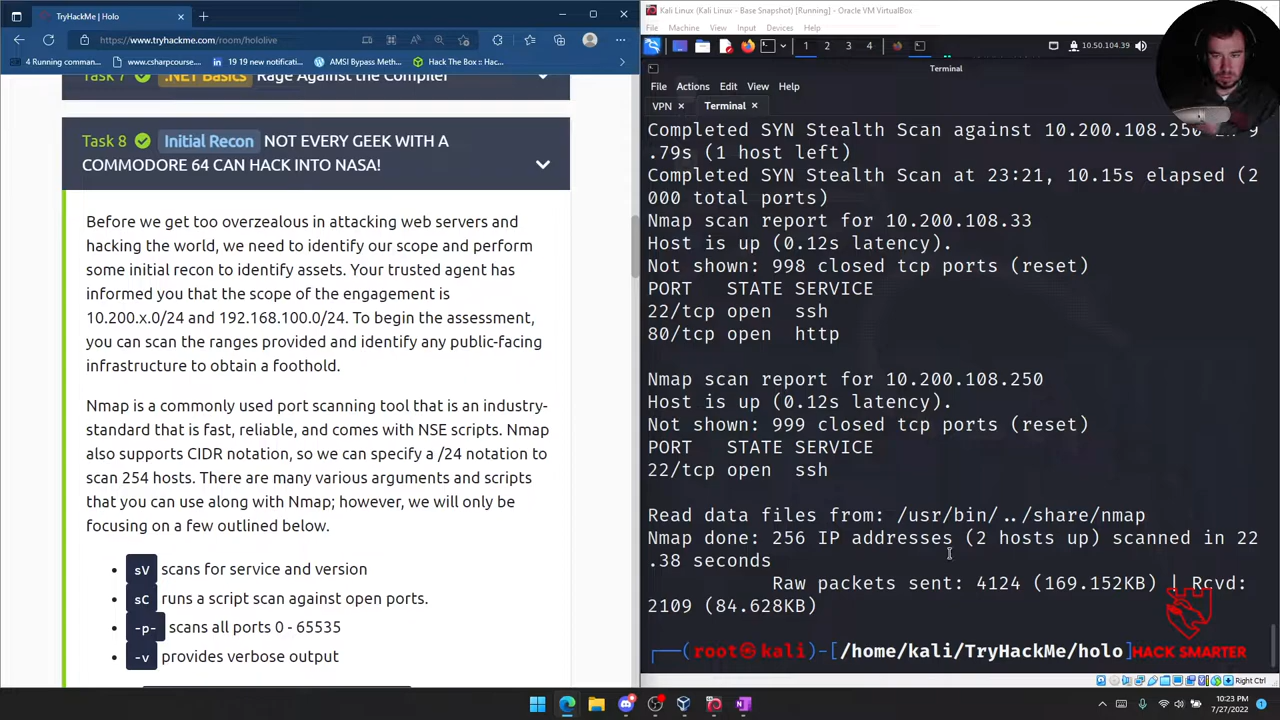 TryHackMe | Holo
https://www.tryhackme.com/room/hololive
4 Running comman...
www.csharpcourse....
19 19 new notificati...
AMSI Bypass Meth...
Hack The Box :: Hac...
Task 7 .NET Basics Rage Against the Compiler
Task 8 Initial Recon NOT EVERY GEEK WITH A
COMMODORE 64 CAN HACK INTO NASA!
Before we get too overzealous in attacking web servers and
hacking the world, we need to identify our scope and perform
some initial recon to identify assets. Your trusted agent has
informed you that the scope of the engagement is
10.200.x.0/24 and 192.168.100.0/24. To begin the assessment,
you can scan the ranges provided and identify any public-facing
infrastructure to obtain a foothold.
Nmap is a commonly used port scanning tool that is an industry-
standard that is fast, reliable, and comes with NSE scripts. Nmap
also supports CIDR notation, so we can specify a /24 notation to
scan 254 hosts. There are many various arguments and scripts
that you can use along with Nmap; however, we will only be
focusing on a few outlined below.
sV scans for service and version
sC runs a script scan against open ports.
-p- scans all ports 0 - 65535
-v provides verbose output
Kali Linux (Kali Linux - Base Snapshot) [Running] - Oracle VM VirtualBox
File Machine View Input Devices Help
1 2 3 4
10.50.104.39
Terminal
File Actions Edit View Help
VPN
Terminal
Completed SYN Stealth Scan against 10.200.108.250 in 9
.79s (1 host left)
Completed SYN Stealth Scan at 23:21, 10.15s elapsed (2
000 total ports)
Nmap scan report for 10.200.108.33
Host is up (0.12s latency).
Not shown: 998 closed tcp ports (reset)
PORT STATE SERVICE
22/tcp open ssh
80/tcp open http
Nmap scan report for 10.200.108.250
Host is up (0.12s latency).
Not shown: 999 closed tcp ports (reset)
PORT STATE SERVICE
22/tcp open ssh
Read data files from: /usr/bin/../share/nmap
Nmap done: 256 IP addresses (2 hosts up) scanned in 22
.38 seconds
Raw packets sent: 4124 (169.152KB) | Rcvd:
2109 (84.628KB)
┌──(root㉿kali)-[/home/kali/TryHackMe/holo]
HACK SMARTER
Right Ctrl
10:23 PM
7/27/2022